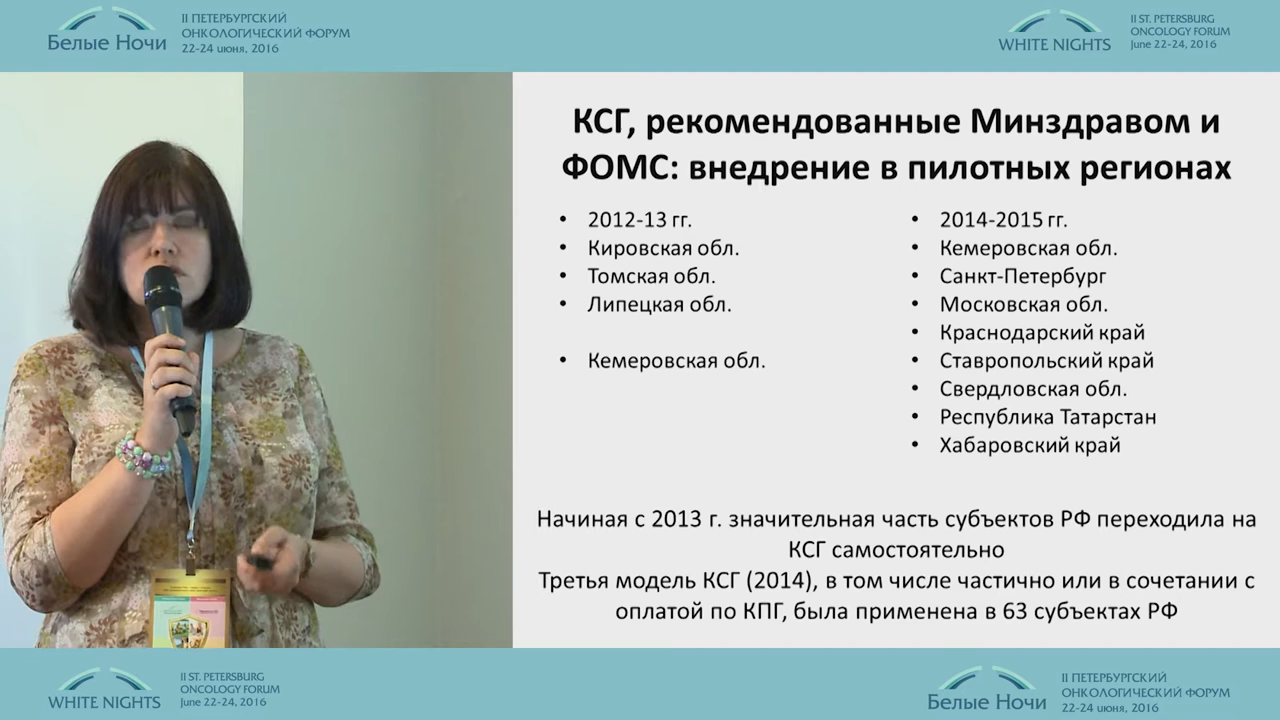 II ПЕТЕРБУРГСКИЙ
ОНКОЛОГИЧЕСКИЙ ФОРУМ
22-24 июня, 2016
Белые Ночи
II ST. PETERSBURG
ONCOLOGY FORUM
June 22-24, 2016
WHITE NIGHTS
КСГ, рекомендованные Минздравом и
ФОМС: внедрение в пилотных регионах
• 2012-13 гг.
• Кировская обл.
• Томская обл.
• Липецкая обл.
• Кемеровская обл.
• 2014-2015 гг.
• Кемеровская обл.
• Санкт-Петербург
• Московская обл.
• Краснодарский край
• Ставропольский край
• Свердловская обл.
• Республика Татарстан
• Хабаровский край
Начиная с 2013 г. значительная часть субъектов РФ переходила на
КСГ самостоятельно
Третья модель КСГ (2014), в том числе частично или в сочетании с
оплатой по КПГ, была применена в 63 субъектах РФ
WHITE NIGHTS
II ST. PETERSBURG
ONCOLOGY FORUM
June 22-24, 2016
Белые Ночи
II ПЕТЕРБУРГСКИЙ
ОНКОЛОГИЧЕСКИЙ ФОРУМ
22-24 июня, 2016